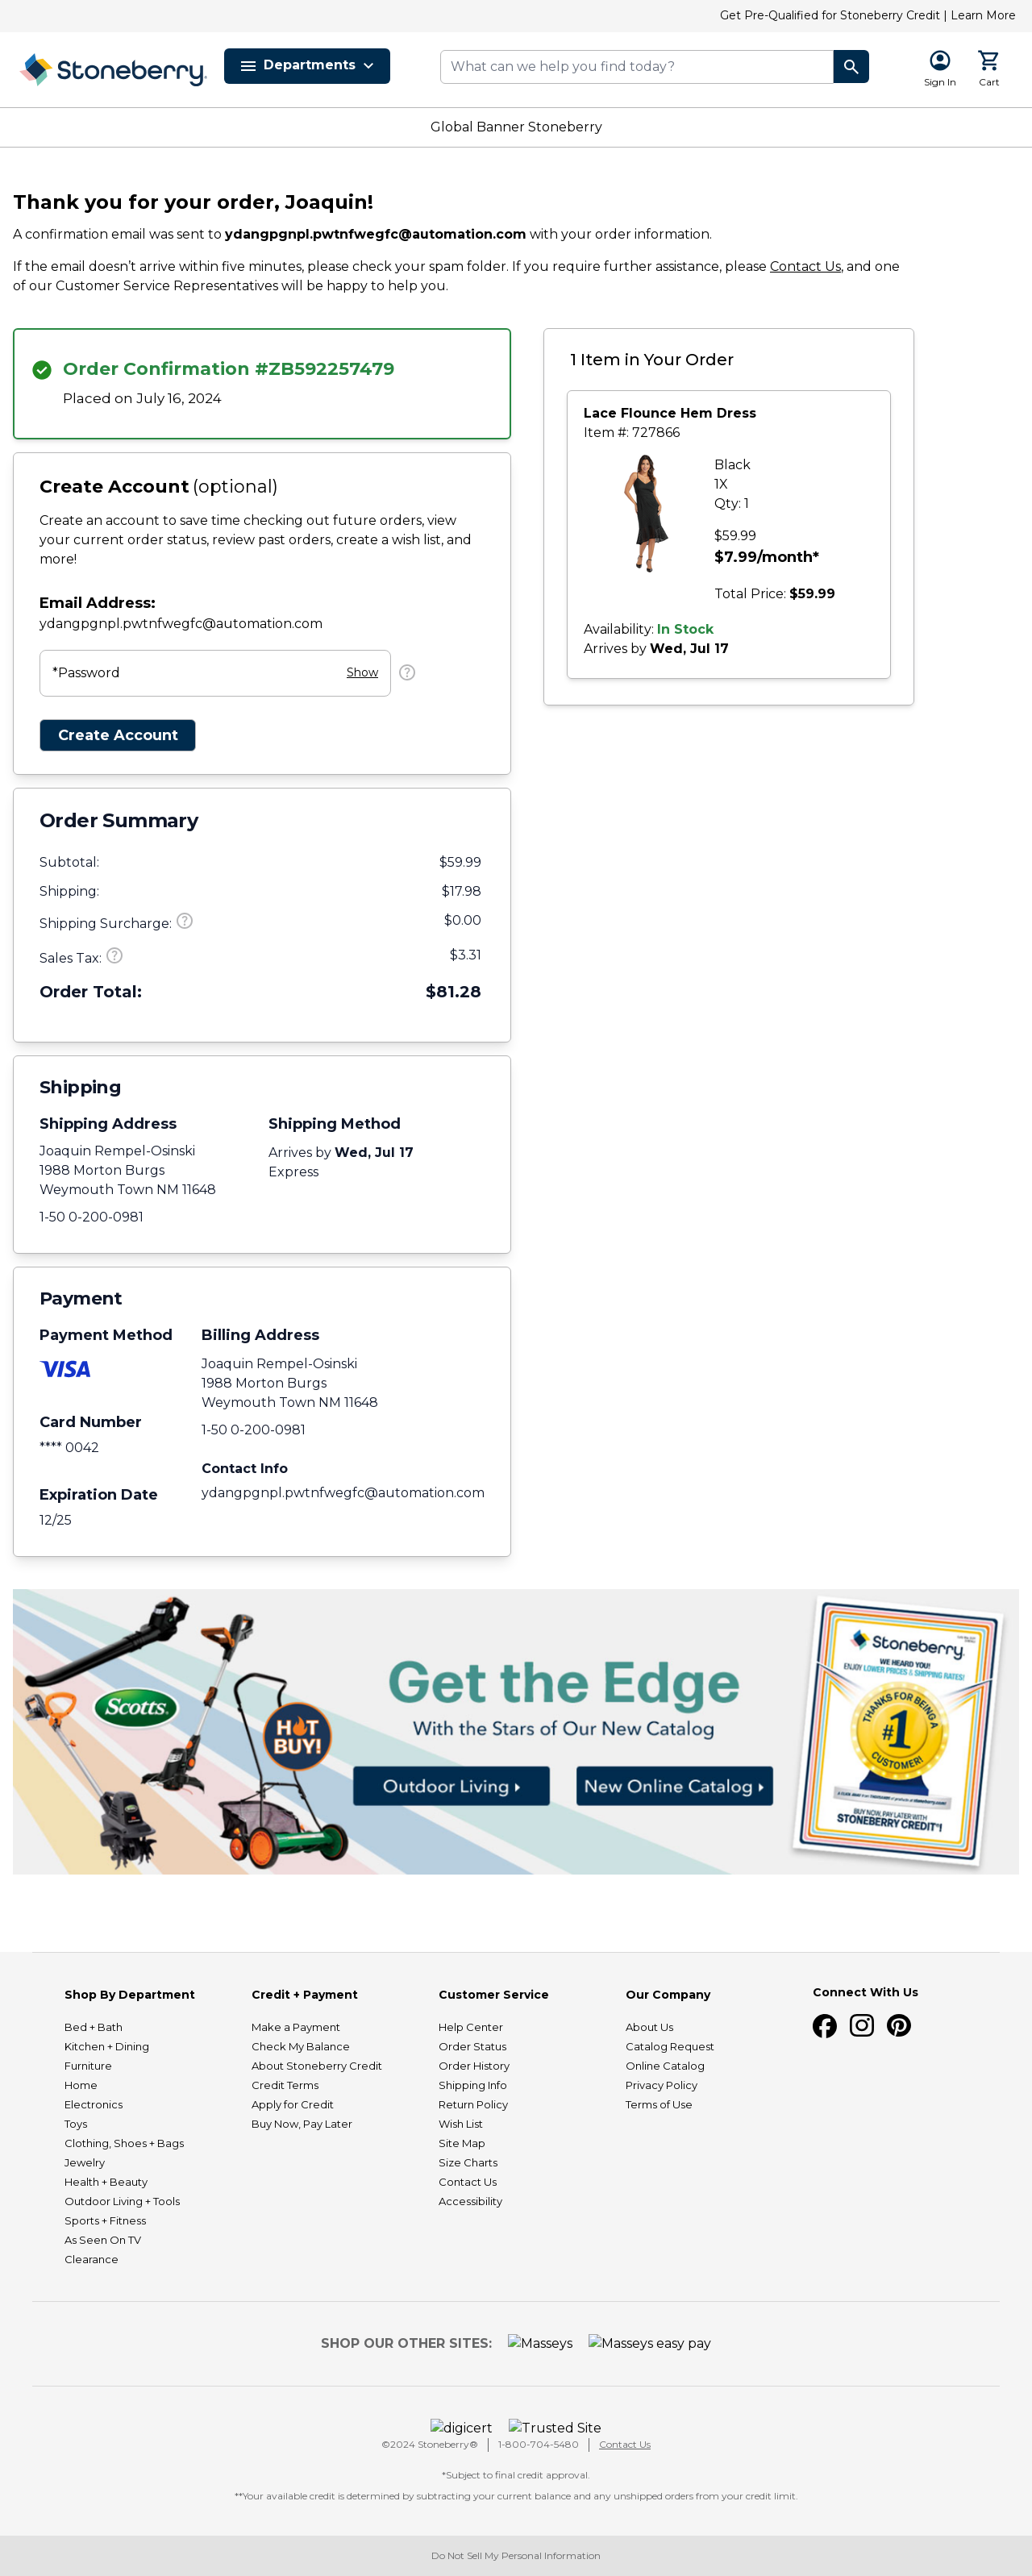 Get Pre-Qualified for Stoneberry Credit | Learn More
Stoneberry
Departments
What can we help you find today?
Sign In
Cart
Global Banner Stoneberry
Thank you for your order, Joaquin!
A confirmation email was sent to ydangpgnpl.pwtnfwegfc@automation.com with your order information.
If the email doesn’t arrive within five minutes, please check your spam folder. If you require further assistance, please Contact Us, and one
of our Customer Service Representatives will be happy to help you.
Order Confirmation #ZB592257479
Placed on July 16, 2024
Create Account (optional)
Create an account to save time checking out future orders, view
your current order status, review past orders, create a wish list, and
more!
Email Address:
ydangpgnpl.pwtnfwegfc@automation.com
*Password
Show
Create Account
Order Summary
Subtotal: $59.99
Shipping: $17.98
Shipping Surcharge: ? $0.00
Sales Tax: ? $3.31
Order Total: $81.28
Shipping
Shipping Address
Joaquin Rempel-Osinski
1988 Morton Burgs
Weymouth Town NM 11648
1-50 0-200-0981
Shipping Method
Arrives by Wed, Jul 17
Express
Payment
Payment Method
VISA
Card Number
**** 0042
Expiration Date
12/25
Billing Address
Joaquin Rempel-Osinski
1988 Morton Burgs
Weymouth Town NM 11648
1-50 0-200-0981
Contact Info
ydangpgnpl.pwtnfwegfc@automation.com
1 Item in Your Order
Lace Flounce Hem Dress
Item #: 727866
Black
1X
Qty: 1
$59.99
$7.99/month*
Total Price: $59.99
Availability: In Stock
Arrives by Wed, Jul 17
Scotts
HOT
BUY!
Get the Edge
With the Stars of Our New Catalog
Outdoor Living
New Online Catalog
Stoneberry
WE HEARD YOU!
ENJOY LOWER PRICES & SHIPPING RATES!
THANKS FOR BEING A
#1
CUSTOMER!
BUY NOW, PAY LATER WITH
STONEBERRY CREDIT*!
Shop By Department
Bed + Bath
Kitchen + Dining
Furniture
Home
Electronics
Toys
Clothing, Shoes + Bags
Jewelry
Health + Beauty
Outdoor Living + Tools
Sports + Fitness
As Seen On TV
Clearance
Credit + Payment
Make a Payment
Check My Balance
About Stoneberry Credit
Credit Terms
Apply for Credit
Buy Now, Pay Later
Customer Service
Help Center
Order Status
Order History
Shipping Info
Return Policy
Wish List
Site Map
Size Charts
Contact Us
Accessibility
Our Company
About Us
Catalog Request
Online Catalog
Privacy Policy
Terms of Use
Connect With Us
SHOP OUR OTHER SITES: Masseys Masseys easy pay
digicert Trusted Site
©2024 Stoneberry® | 1-800-704-5480 | Contact Us
*Subject to final credit approval.
**Your available credit is determined by subtracting your current balance and any unshipped orders from your credit limit.
Do Not Sell My Personal Information